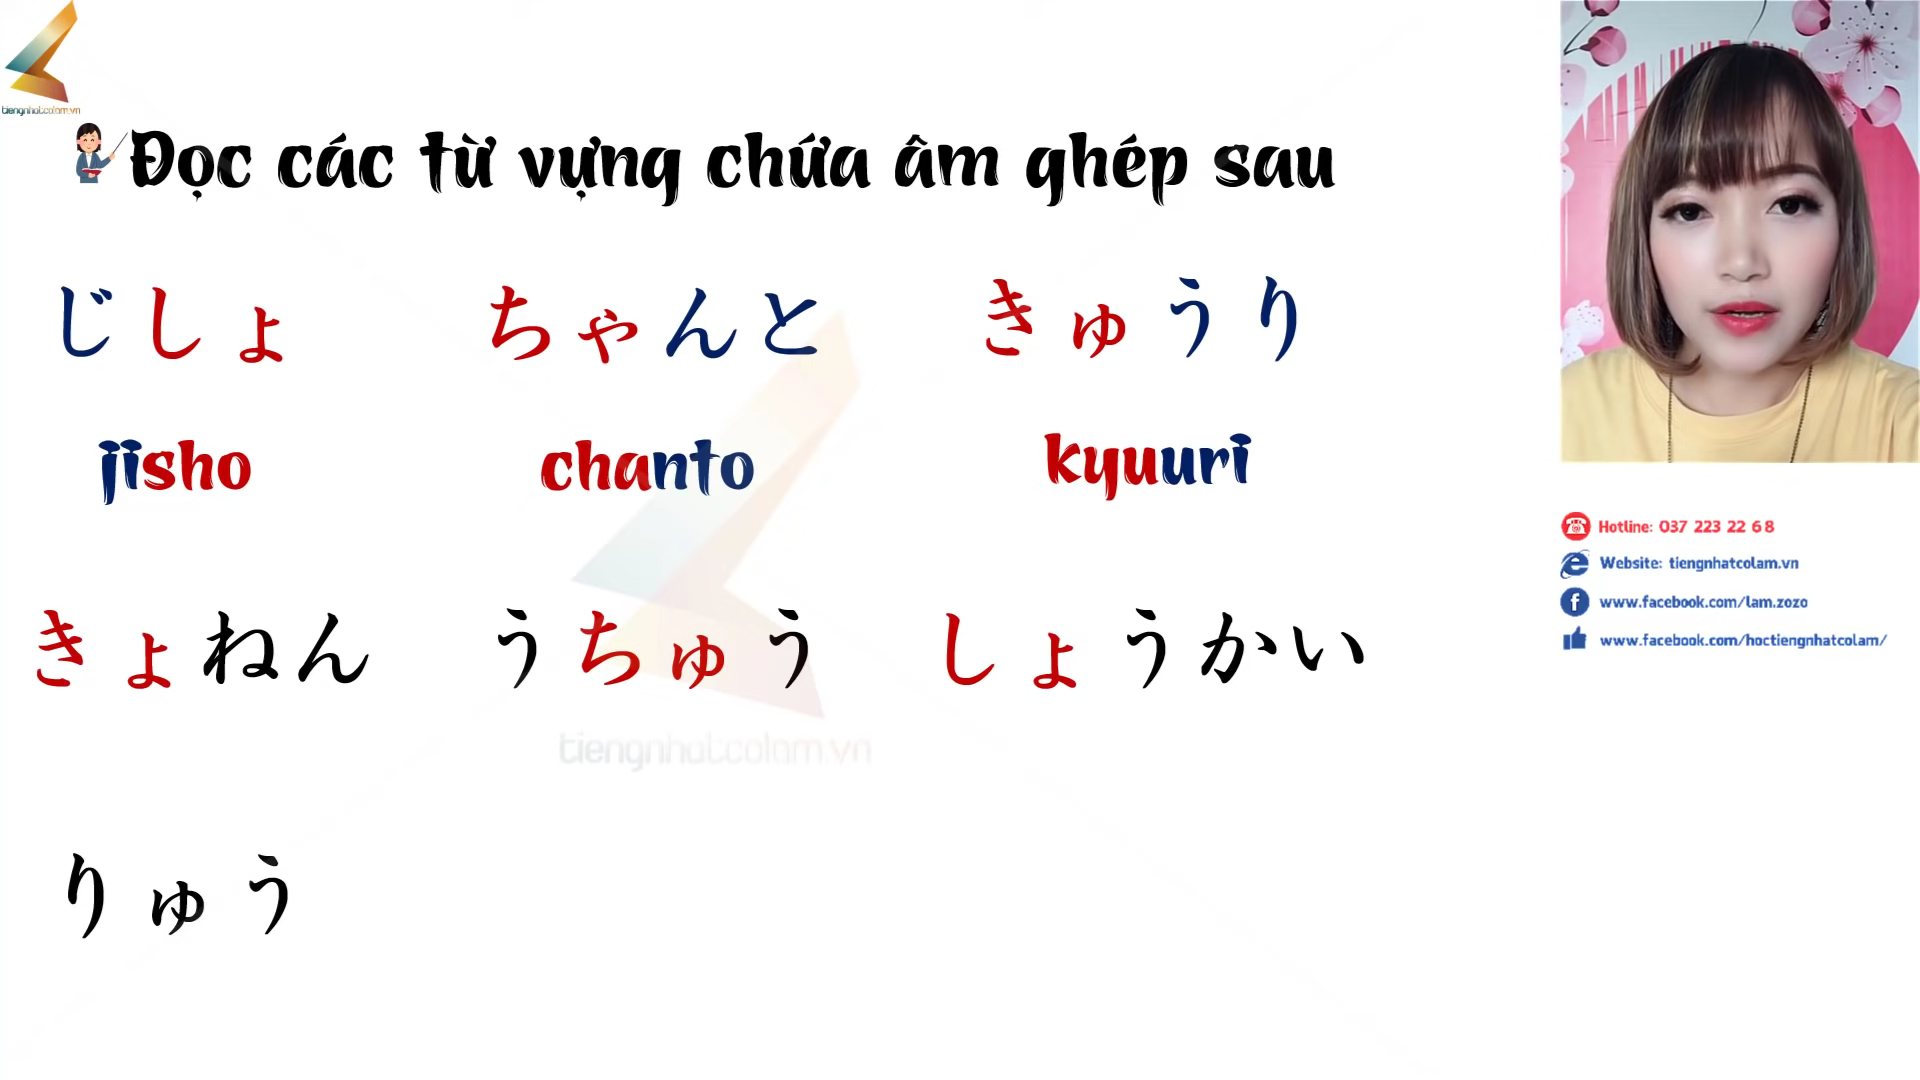 tiengnhatcolam.vn
Đọc các từ vựng chứa âm ghép sau
じしょ ちゃんと きゅうり
jisho chanto kyuuri
きょねん うちゅう しょうかい
りゅう
tiengnhatcolam.vn
Hotline: 037 223 22 68
Website: tiengnhatcolam.vn
www.facebook.com/lam.zozo
www.facebook.com/hoctiengnhatcolam/